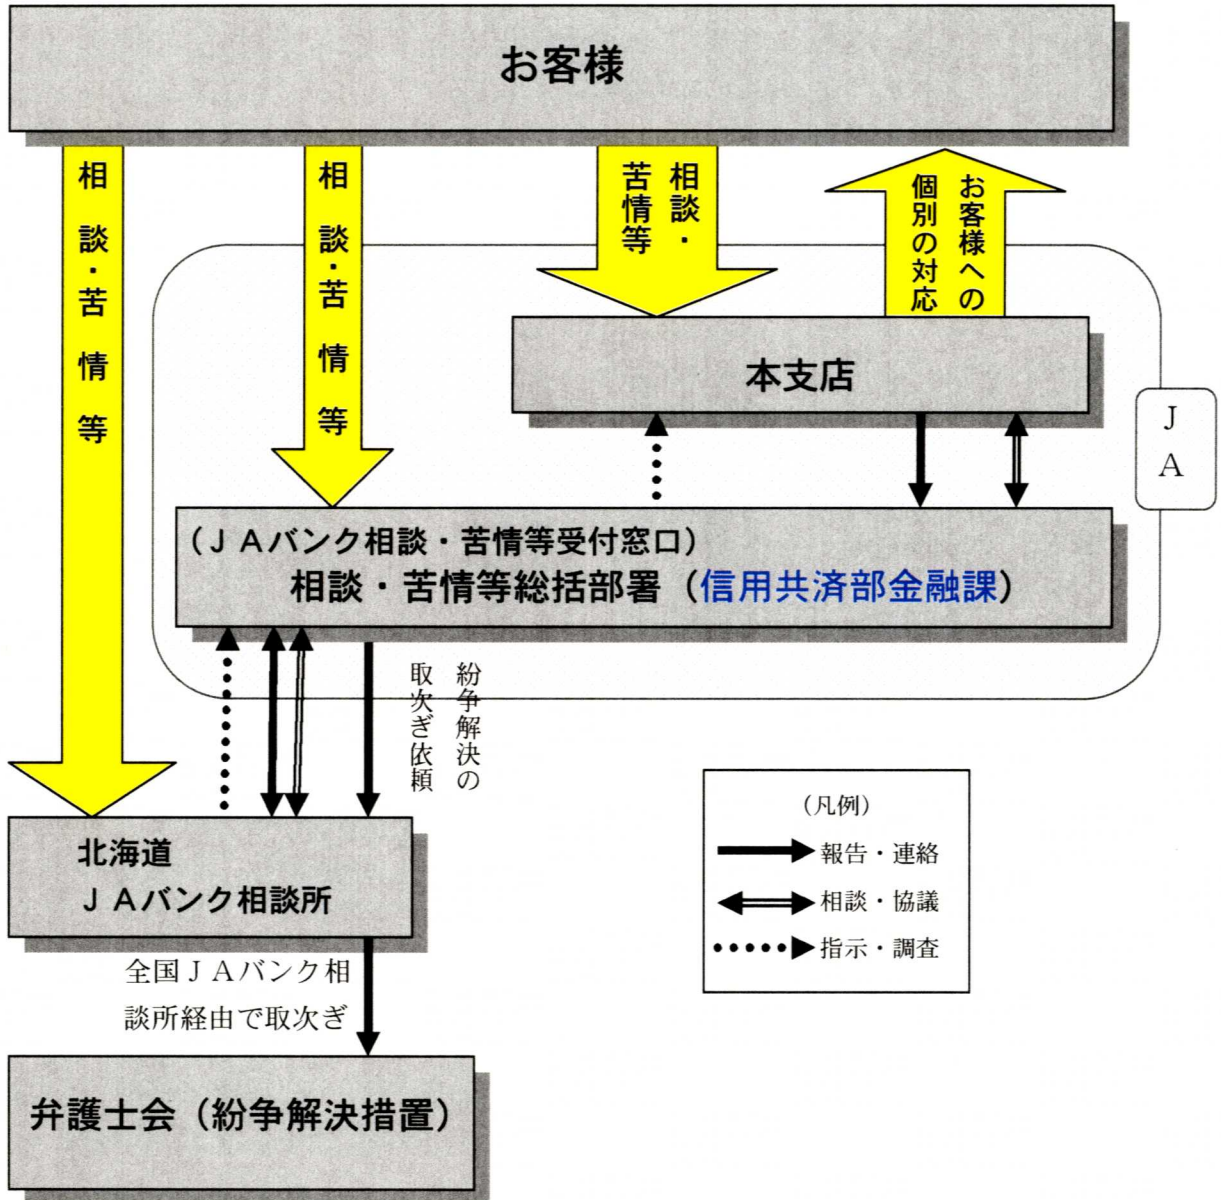 お客様
相談・苦情等
相談・苦情等
相談・
苦情等
お客様への
個別の対応
本支店
ＪＡ
（ＪＡバンク相談・苦情等受付窓口）
相談・苦情等総括部署（信用共済部金融課）
紛争解決の
取次ぎ依頼
北海道
ＪＡバンク相談所
（凡例）
報告・連絡
相談・協議
指示・調査
全国ＪＡバンク相
談所経由で取次ぎ
弁護士会（紛争解決措置）